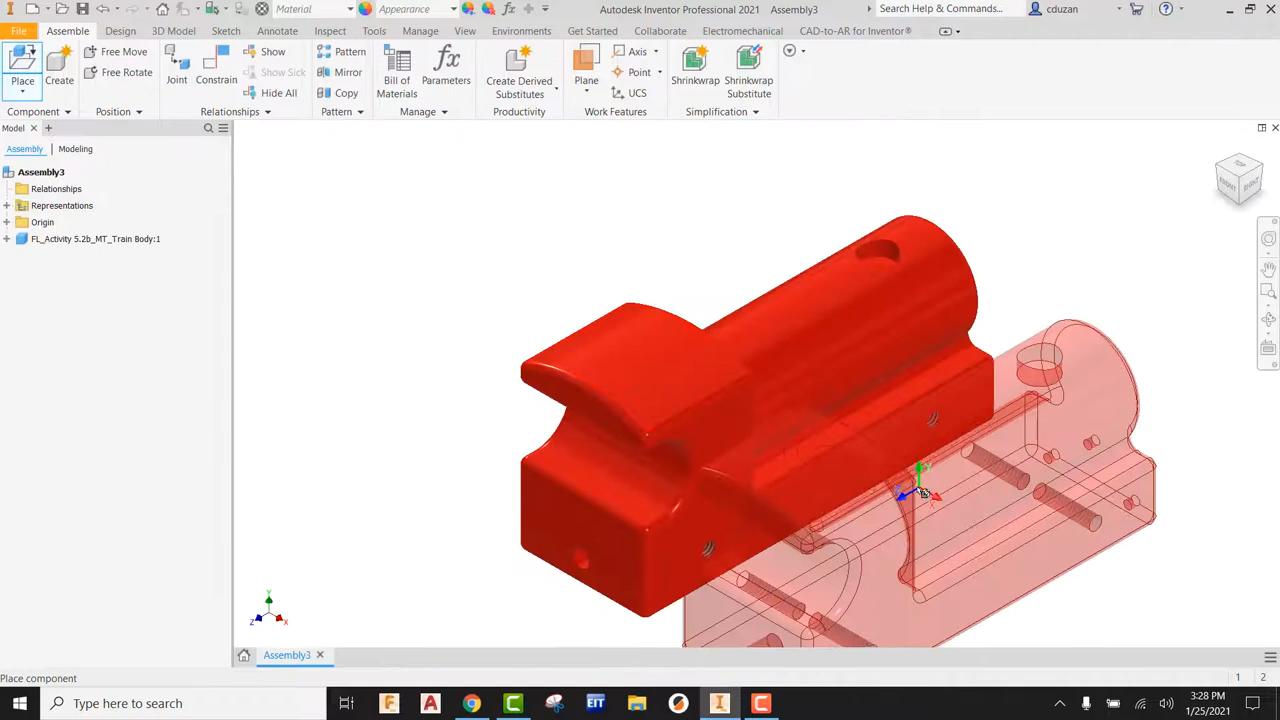 Material
Appearance
Autodesk Inventor Professional 2021 Assembly3
Search Help & Commands...
cduzan
File Assemble Design 3D Model Sketch Annotate Inspect Tools Manage View Environments Get Started Collaborate Electromechanical CAD-to-AR for Inventor®
Place
Create
Free Move
Free Rotate
Joint
Constrain
Show
Show Sick
Hide All
Pattern
Mirror
Copy
Bill of
Materials
Parameters
Create Derived
Substitutes
Plane
Axis
Point
UCS
Shrinkwrap
Shrinkwrap
Substitute
Component Position Relationships Pattern Manage Productivity Work Features Simplification
Model
Assembly Modeling
Assembly3
Relationships
Representations
Origin
FL_Activity 5.2b_MT_Train Body:1
TOP
FRONT
RIGHT
Y
Z
X
Y
Z
X
Assembly3
Place component
1 2
Type here to search
EIT
3:28 PM
1/25/2021